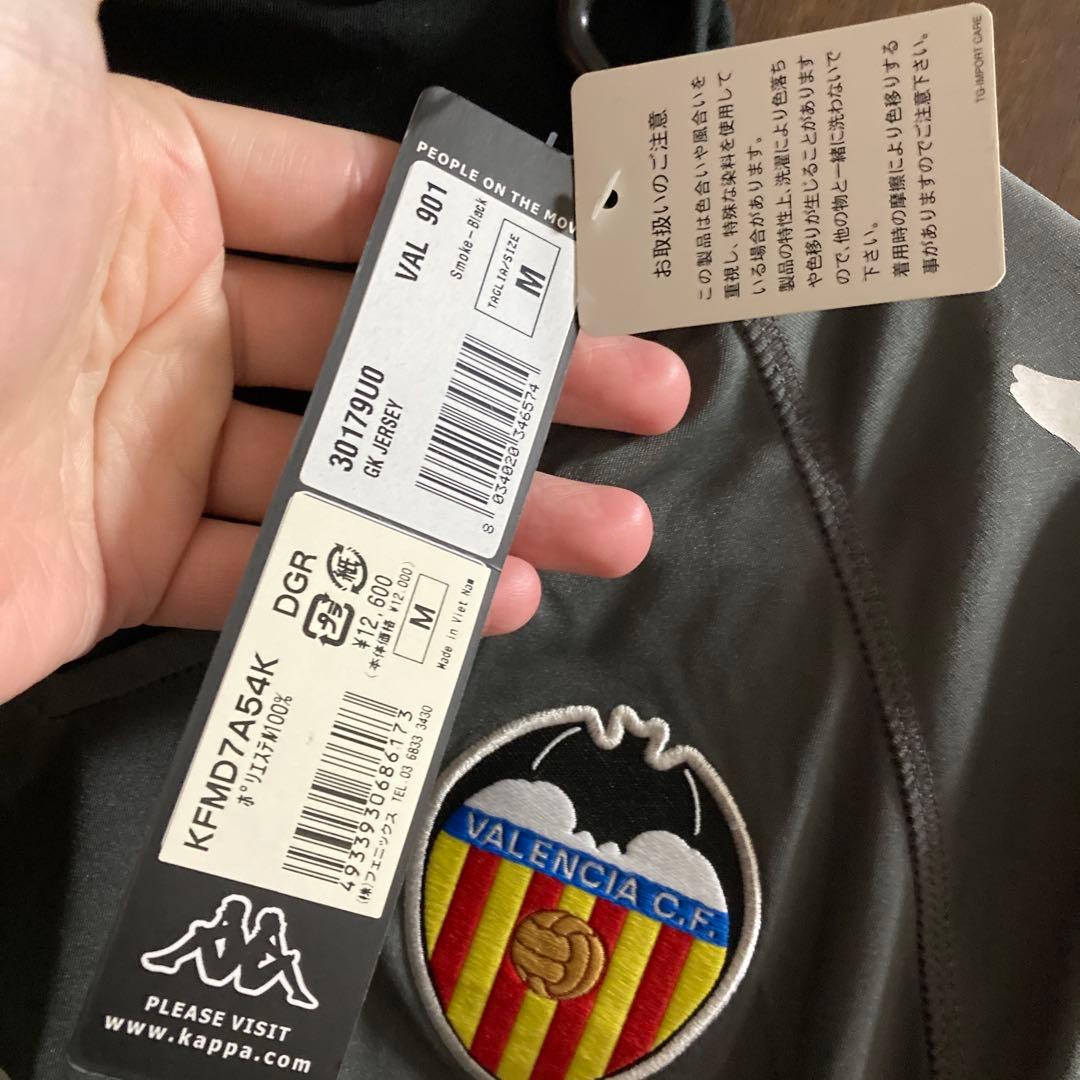 PEOPLE ON THE MOV
VAL 901
Smoke-Black
TAGLIA/SIZE
M
30179U0
GK JERSEY
8 034020 346574
DGR
紙
プラ
¥12,600
(本体価格 ¥12,000)
M
Made in Viet Nam
KFMD7A54K
ポリエステル100%
4933930686173
(株)フェニックス TEL.03 6833 3430
PLEASE VISIT
www.kappa.com
お取扱いのご注意
この製品は色合いや風合いを
重視し、特殊な染料を使用して
いる場合があります。
製品の特性上、洗濯により色落ち
や色移りが生じることがあります
ので、他の物と一緒に洗わないで
下さい。
着用時の摩擦により色移りする
事がありますのでご注意下さい。
TG-IMPORT CARE
VALENCIA C.F.